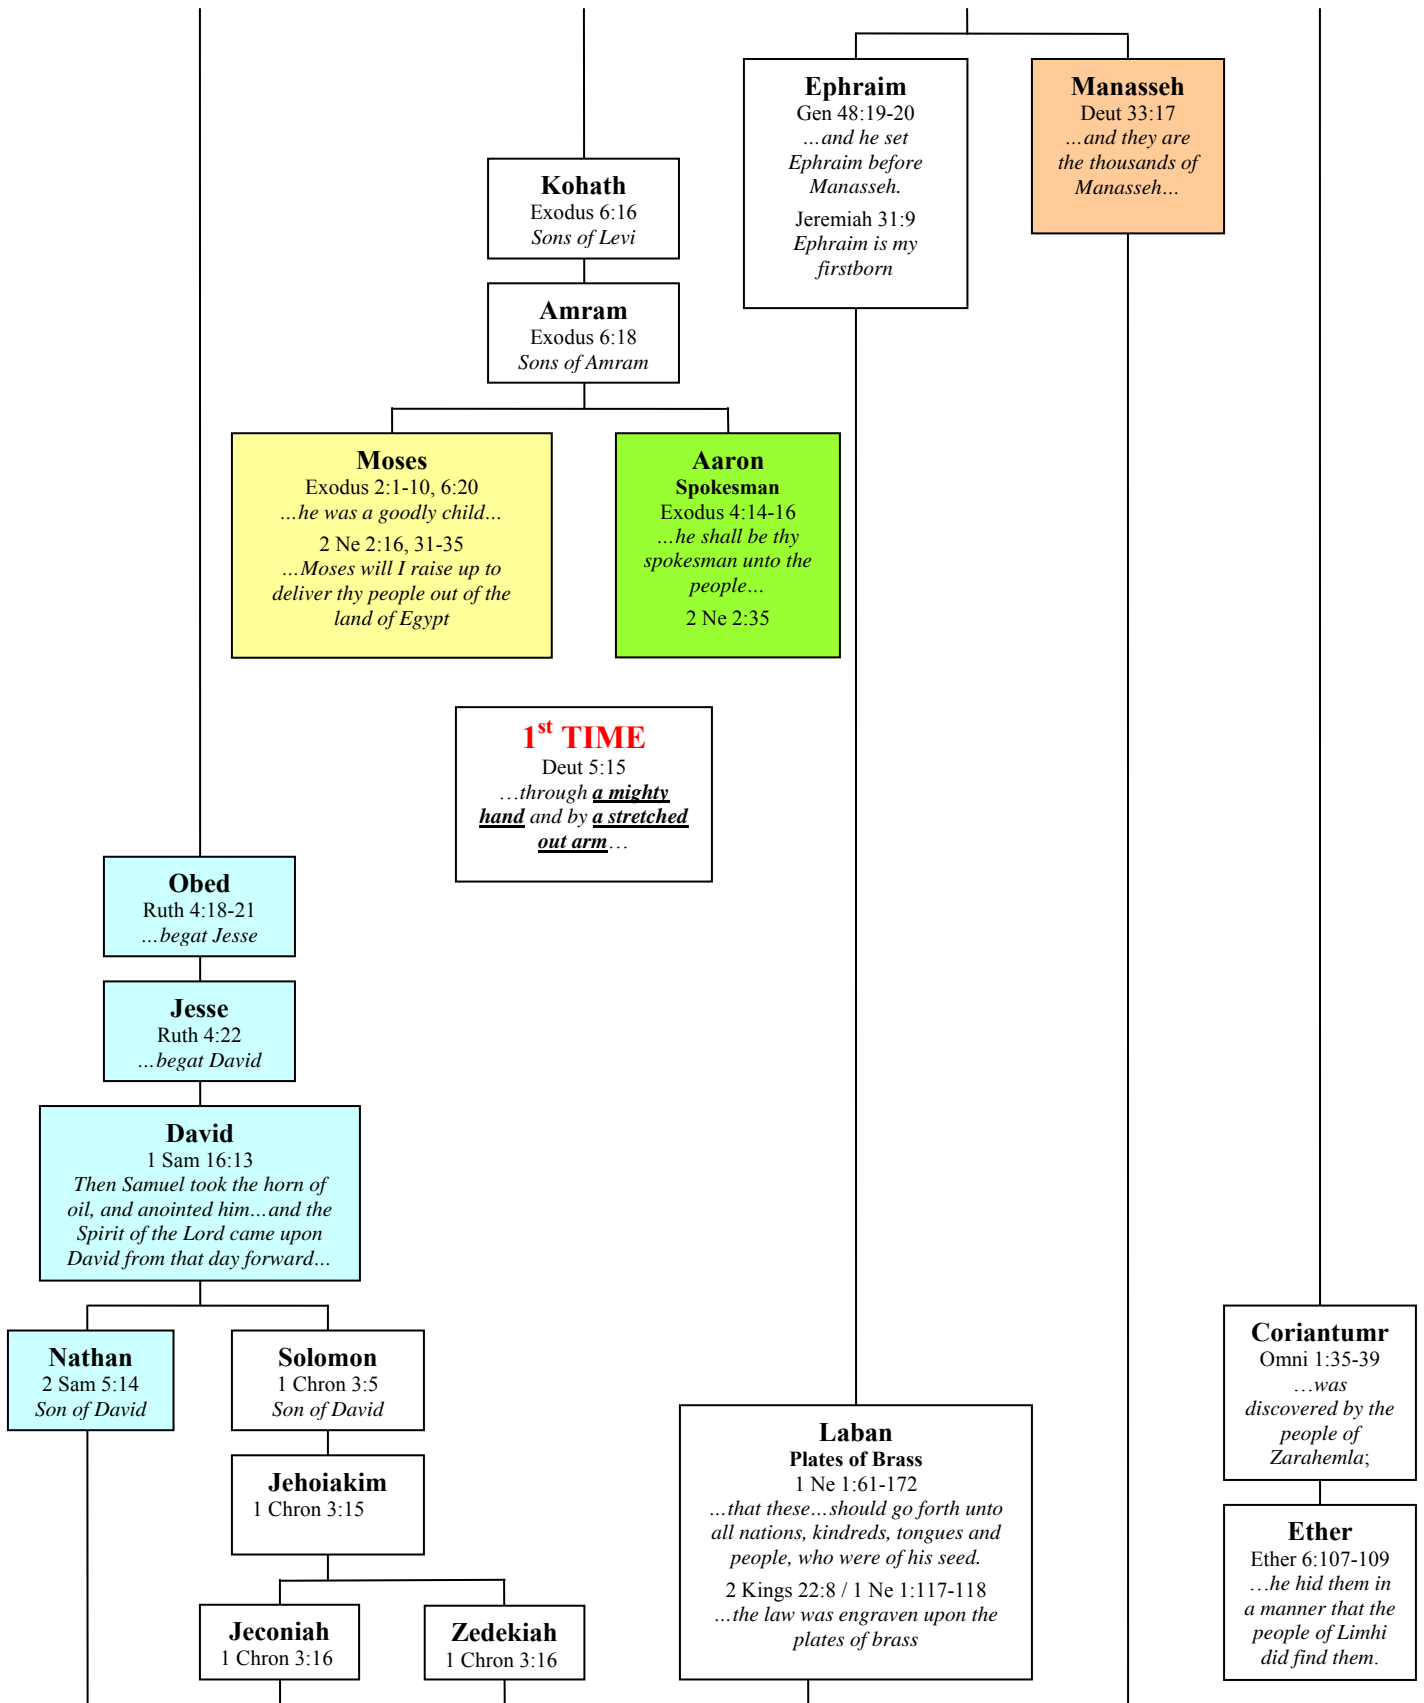 Ephraim
Gen 48:19-20
…and he set
Ephraim before
Manasseh.
Jeremiah 31:9
Ephraim is my
firstborn
Manasseh
Deut 33:17
…and they are
the thousands of
Manasseh…
Kohath
Exodus 6:16
Sons of Levi
Amram
Exodus 6:18
Sons of Amram
Moses
Exodus 2:1-10, 6:20
…he was a goodly child…
2 Ne 2:16, 31-35
…Moses will I raise up to
deliver thy people out of the
land of Egypt
Aaron
Spokesman
Exodus 4:14-16
…he shall be thy
spokesman unto the
people…
2 Ne 2:35
1st TIME
Deut 5:15
…through a mighty
hand and by a stretched
out arm…
Obed
Ruth 4:18-21
…begat Jesse
Jesse
Ruth 4:22
…begat David
David
1 Sam 16:13
Then Samuel took the horn of
oil, and anointed him…and the
Spirit of the Lord came upon
David from that day forward…
Nathan
2 Sam 5:14
Son of David
Solomon
1 Chron 3:5
Son of David
Jehoiakim
1 Chron 3:15
Jeconiah
1 Chron 3:16
Zedekiah
1 Chron 3:16
Laban
Plates of Brass
1 Ne 1:61-172
…that these…should go forth unto
all nations, kindreds, tongues and
people, who were of his seed.
2 Kings 22:8 / 1 Ne 1:117-118
…the law was engraven upon the
plates of brass
Coriantumr
Omni 1:35-39
…was
discovered by the
people of
Zarahemla;
Ether
Ether 6:107-109
…he hid them in
a manner that the
people of Limhi
did find them.